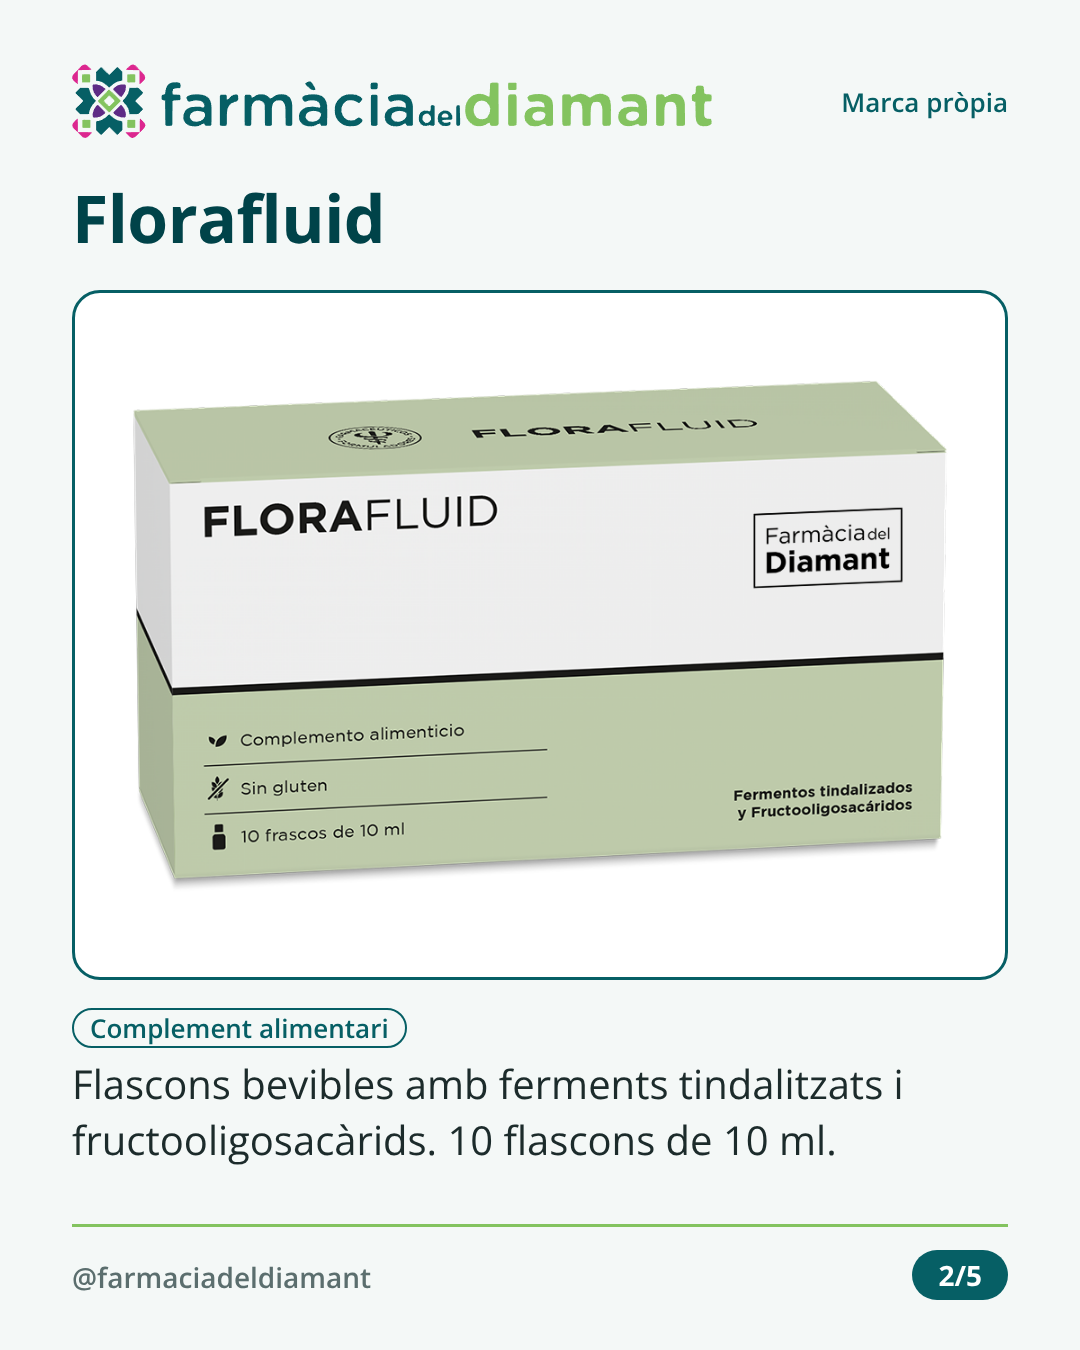 farmàciadeldiamant
Marca pròpia
Florafluid
FLORAFLUID
FLORAFLUID
Farmàciadel
Diamant
Complemento alimenticio
Sin gluten
10 frascos de 10 ml
Fermentos tindalizados
y Fructooligosacáridos
Complement alimentari
Flascons bevibles amb ferments tindalitzats i
fructooligosacàrids. 10 flascons de 10 ml.
@farmaciadeldiamant
2/5